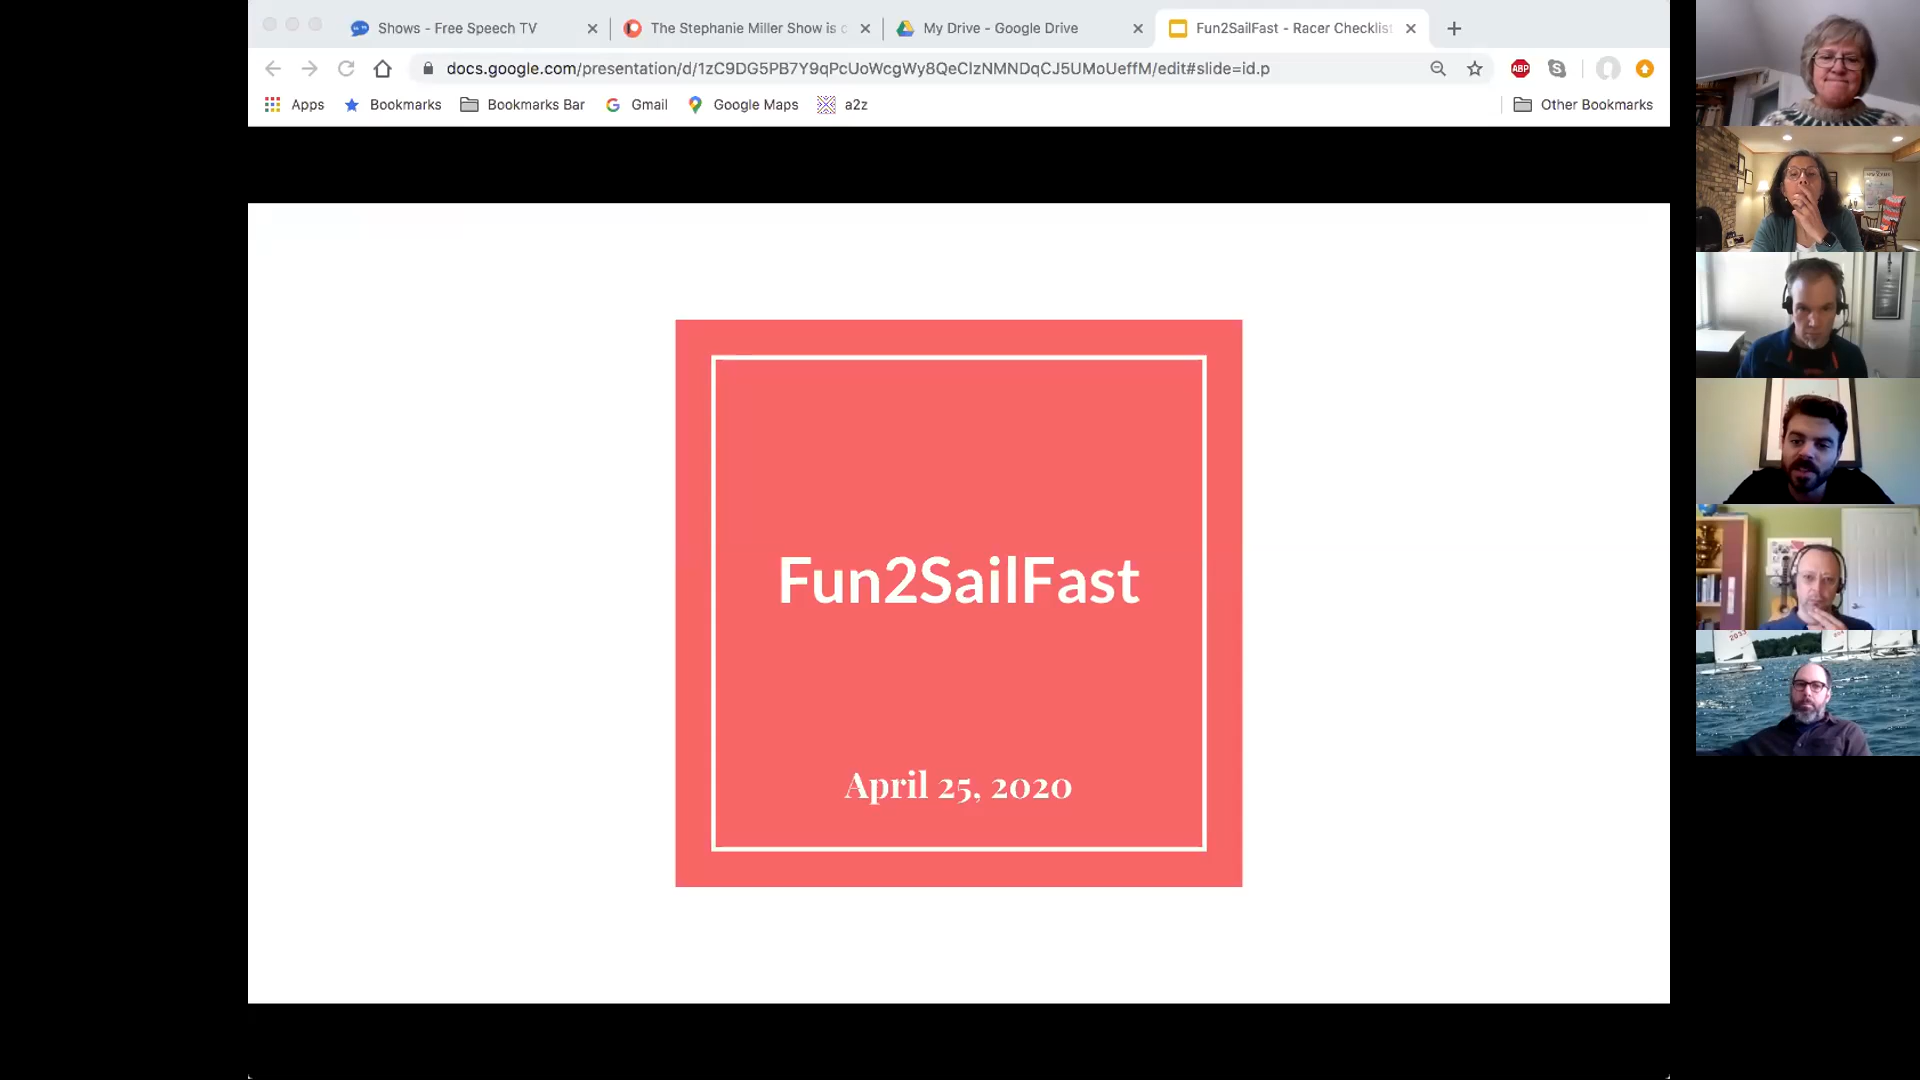 Shows - Free Speech TV
The Stephanie Miller Show is
My Drive - Google Drive
Fun2SailFast - Racer Checklist
docs.google.com/presentation/d/1zC9DG5PB7Y9qPcUoWcgWy8QeClzNMNDqCJ5UMoUeffM/edit#slide=id.p
ABP
Apps
Bookmarks
Bookmarks Bar
Gmail
Google Maps
a2z
Other Bookmarks
Fun2SailFast
April 25, 2020